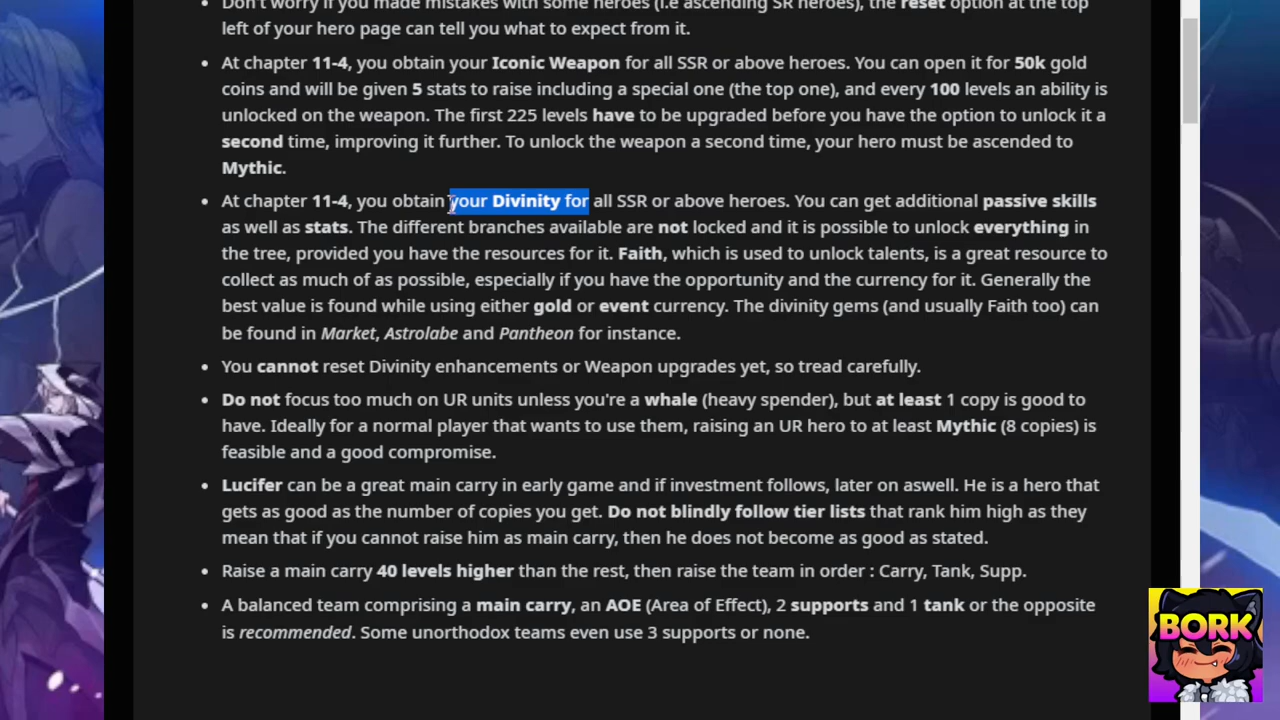 Don't worry if you made mistakes with some heroes (i.e ascending SR heroes), the reset option at the top
left of your hero page can tell you what to expect from it.
• At chapter 11-4, you obtain your Iconic Weapon for all SSR or above heroes. You can open it for 50k gold
coins and will be given 5 stats to raise including a special one (the top one), and every 100 levels an ability is
unlocked on the weapon. The first 225 levels have to be upgraded before you have the option to unlock it a
second time, improving it further. To unlock the weapon a second time, your hero must be ascended to
Mythic.
• At chapter 11-4, you obtain your Divinity for all SSR or above heroes. You can get additional passive skills
as well as stats. The different branches available are not locked and it is possible to unlock everything in
the tree, provided you have the resources for it. Faith, which is used to unlock talents, is a great resource to
collect as much of as possible, especially if you have the opportunity and the currency for it. Generally the
best value is found while using either gold or event currency. The divinity gems (and usually Faith too) can
be found in Market, Astrolabe and Pantheon for instance.
• You cannot reset Divinity enhancements or Weapon upgrades yet, so tread carefully.
• Do not focus too much on UR units unless you're a whale (heavy spender), but at least 1 copy is good to
have. Ideally for a normal player that wants to use them, raising an UR hero to at least Mythic (8 copies) is
feasible and a good compromise.
• Lucifer can be a great main carry in early game and if investment follows, later on aswell. He is a hero that
gets as good as the number of copies you get. Do not blindly follow tier lists that rank him high as they
mean that if you cannot raise him as main carry, then he does not become as good as stated.
• Raise a main carry 40 levels higher than the rest, then raise the team in order : Carry, Tank, Supp.
• A balanced team comprising a main carry, an AOE (Area of Effect), 2 supports and 1 tank or the opposite
is recommended. Some unorthodox teams even use 3 supports or none.
BORK